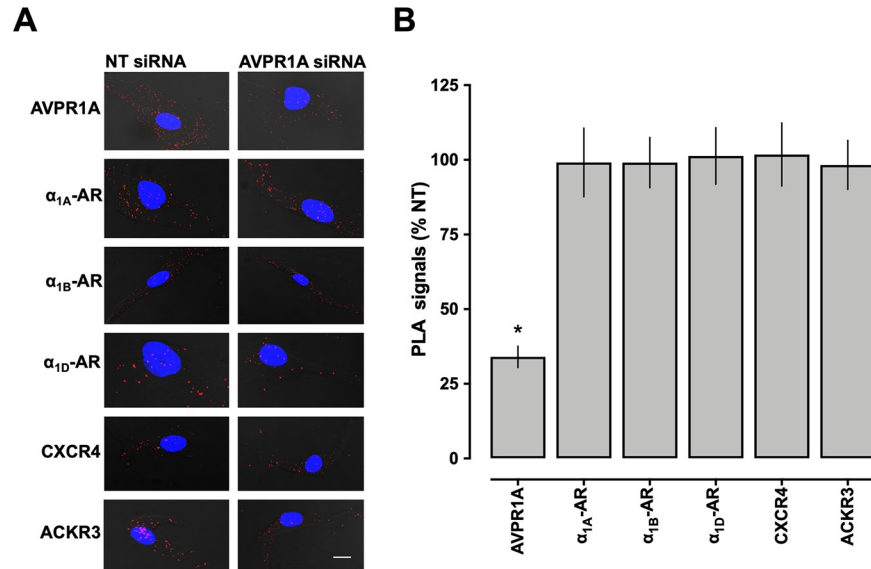 A
NT siRNA AVPR1A siRNA
AVPR1A
α1A-AR
α1B-AR
α1D-AR
CXCR4
ACKR3
B
PLA signals (% NT)
125
100
75
50
25
0
*
AVPR1A
α1A-AR
α1B-AR
α1D-AR
CXCR4
ACKR3